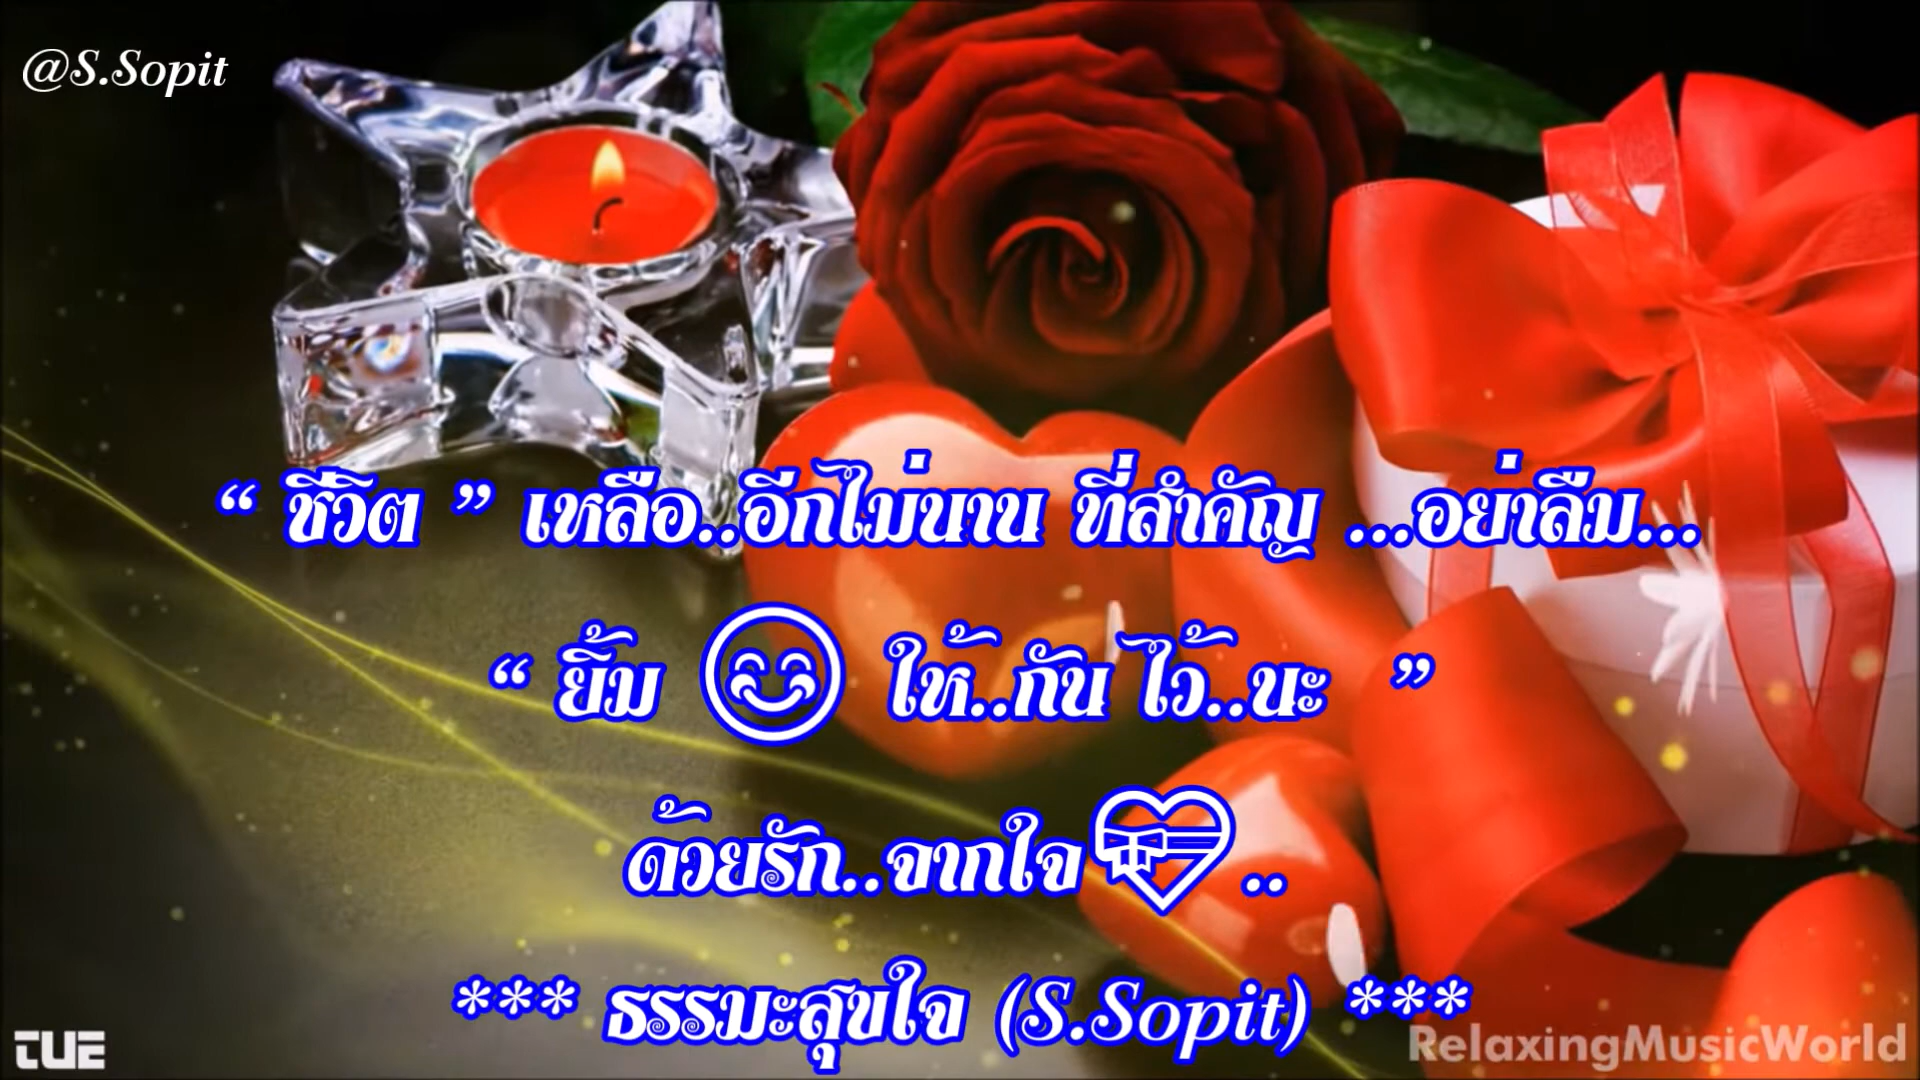 @S.Sopit
“ ชีวิต ” เหลือ..อีกไม่นาน ที่สำคัญ ...อย่าลืม...
“ ยิ้ม 😊 ให้..กัน ไว้..นะ ”
ด้วยรัก..จากใจ💝..
*** ธรรมะสุขใจ (S.Sopit) ***
TUE
RelaxingMusicWorld